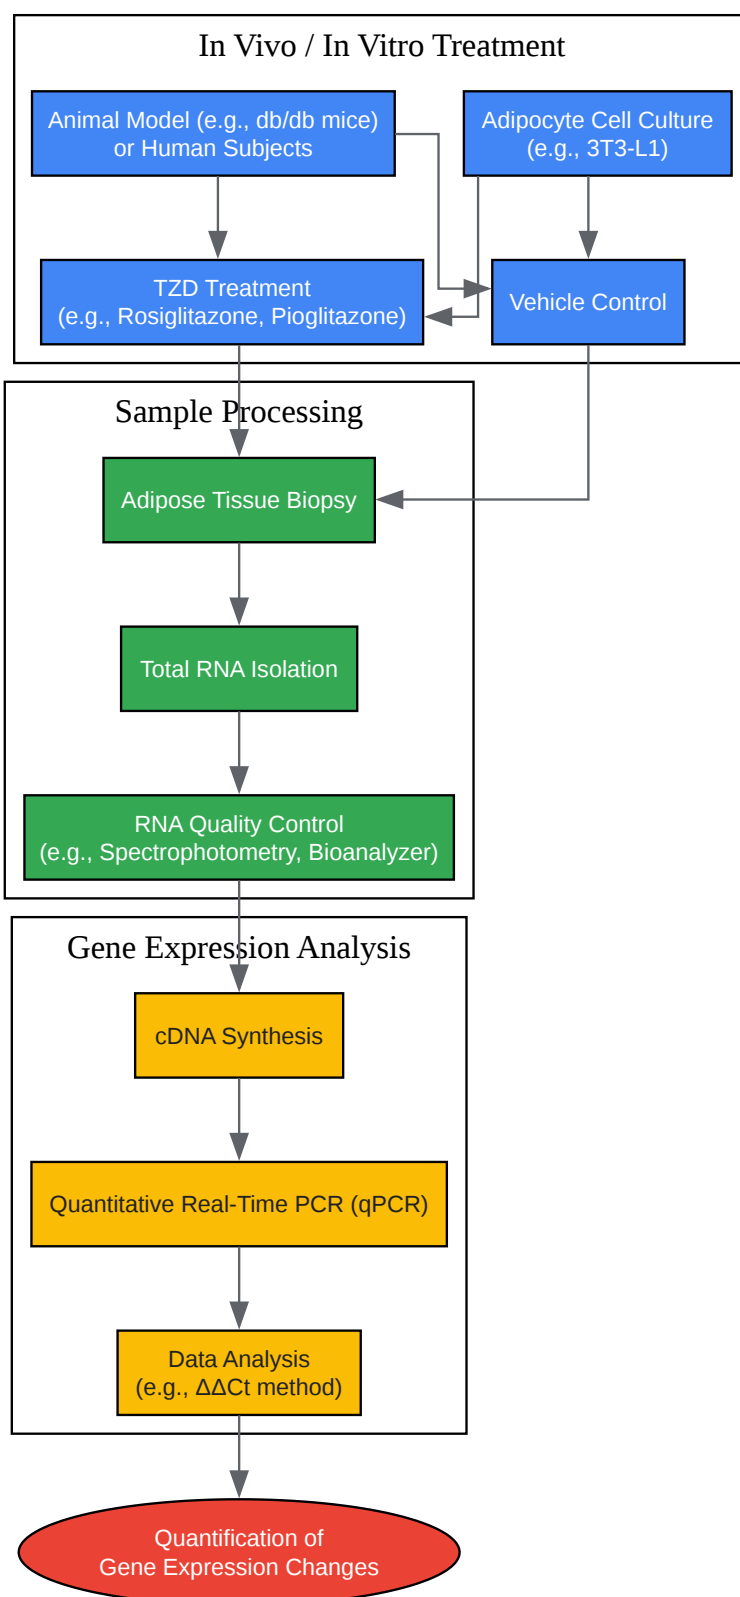 In Vivo / In Vitro Treatment
Animal Model (e.g., db/db mice)
or Human Subjects
Adipocyte Cell Culture
(e.g., 3T3-L1)
TZD Treatment
(e.g., Rosiglitazone, Pioglitazone)
Vehicle Control
Sample Processing
Adipose Tissue Biopsy
Total RNA Isolation
RNA Quality Control
(e.g., Spectrophotometry, Bioanalyzer)
Gene Expression Analysis
cDNA Synthesis
Quantitative Real-Time PCR (qPCR)
Data Analysis
(e.g., ΔΔCt method)
Quantification of
Gene Expression Changes